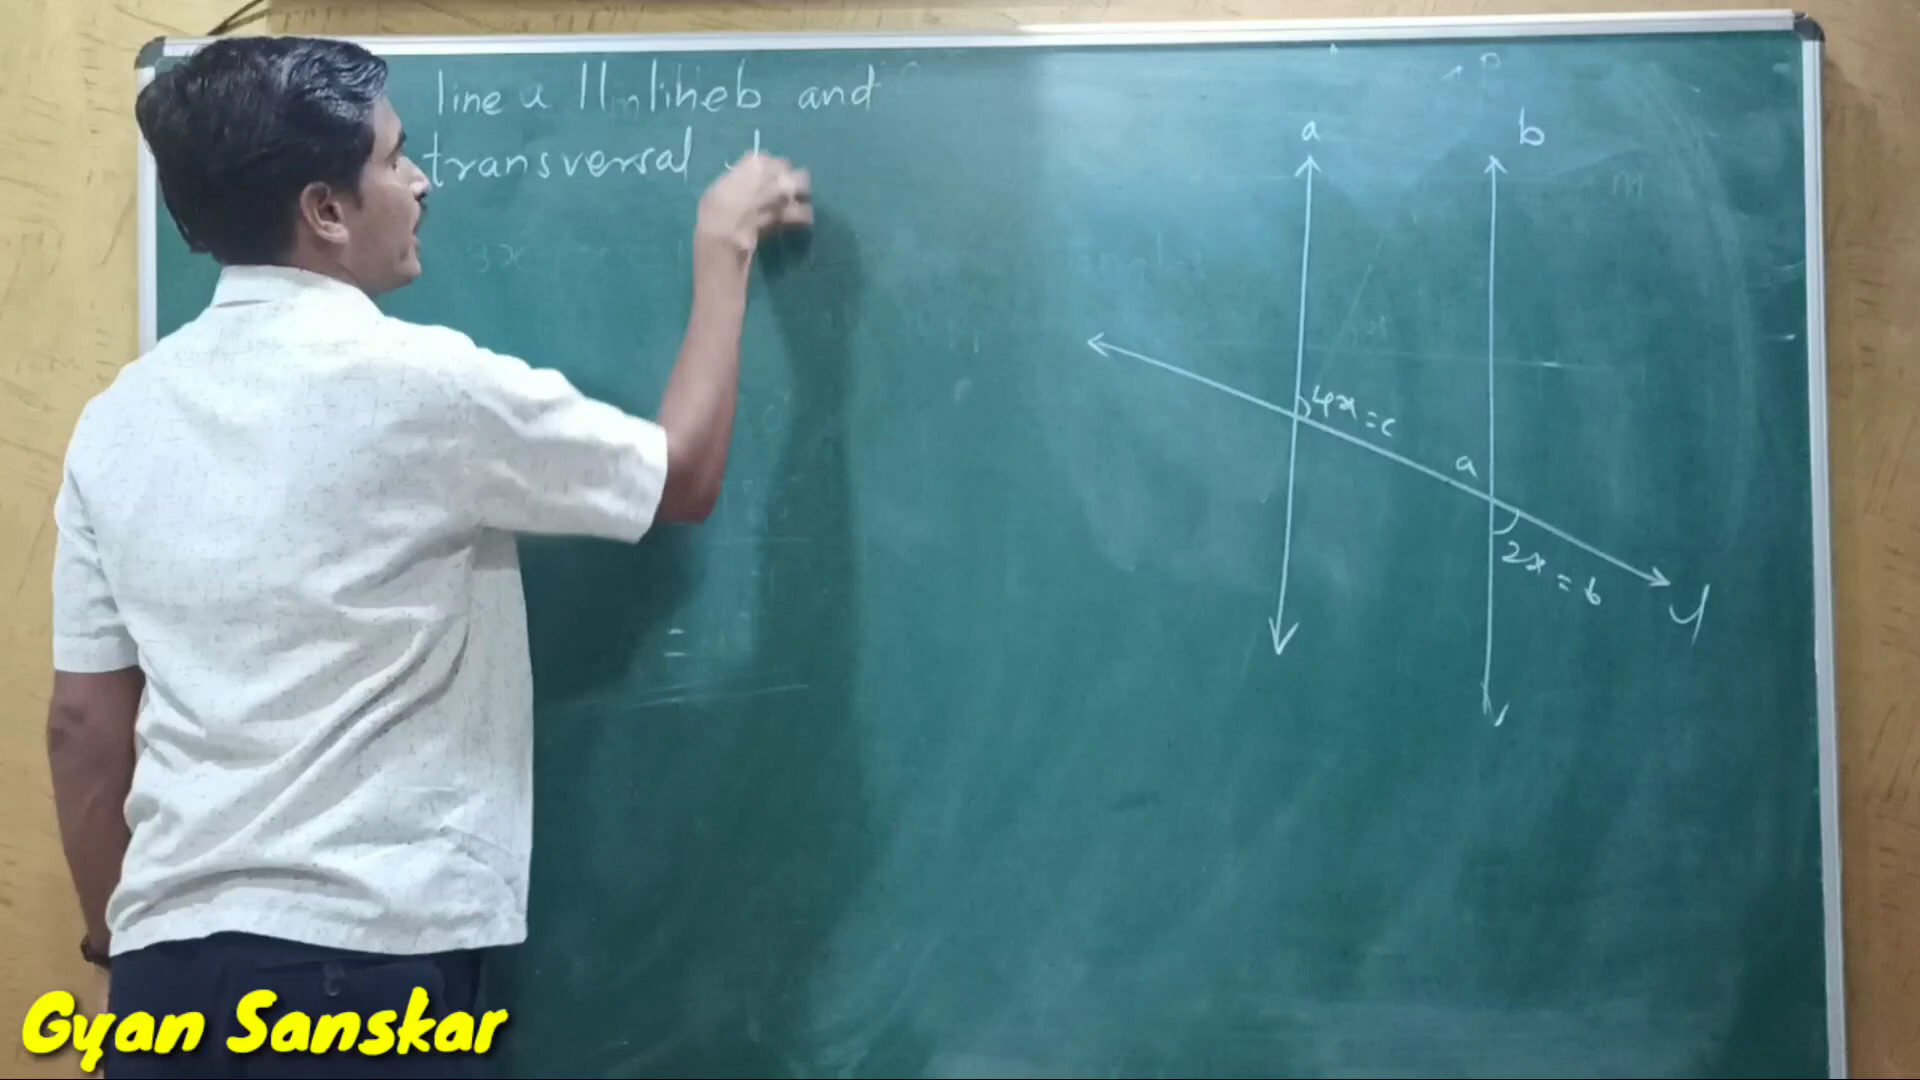 line a || line b and
transversal
a
b
4x = c
a
2x = b
y
Gyan Sanskar